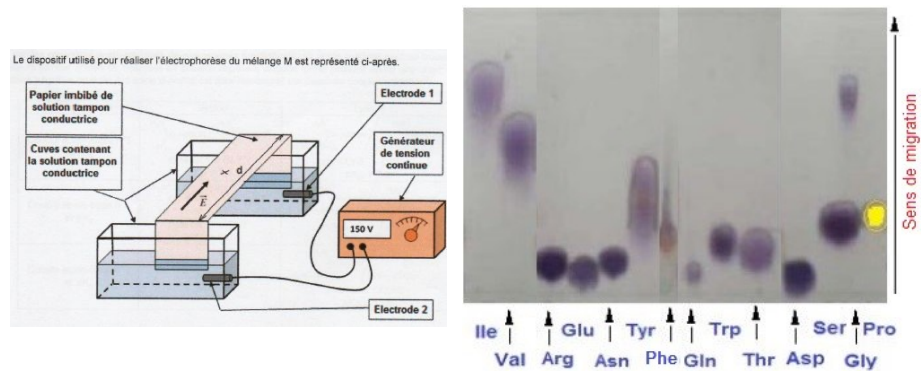 Le dispositif utilisé pour réaliser l'électrophorèse du mélange M est représenté ci-après.
Papier imbibé de
solution tampon
conductrice
Cuves contenant
la solution tampon
conductrice
Electrode 1
Générateur
de tension
continue
d
E
150 V
Electrode 2
Sens de migration
Ile
Glu
Tyr
Trp
Ser
Pro
Val
Arg
Asn
Phe
Gln
Thr
Asp
Gly